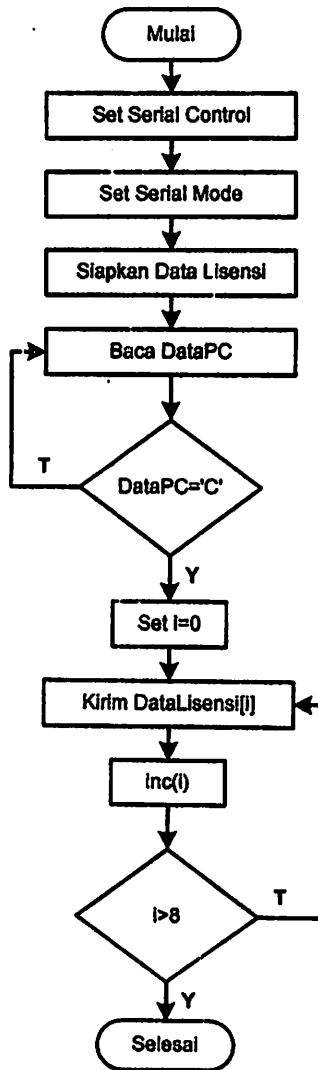 Mulai
Set Serial Control
Set Serial Mode
Siapkan Data Lisensi
Baca DataPC
T
DataPC='C'
Y
Set i=0
Kirim DataLisensi[i]
inc(i)
i>8
T
Y
Selesai